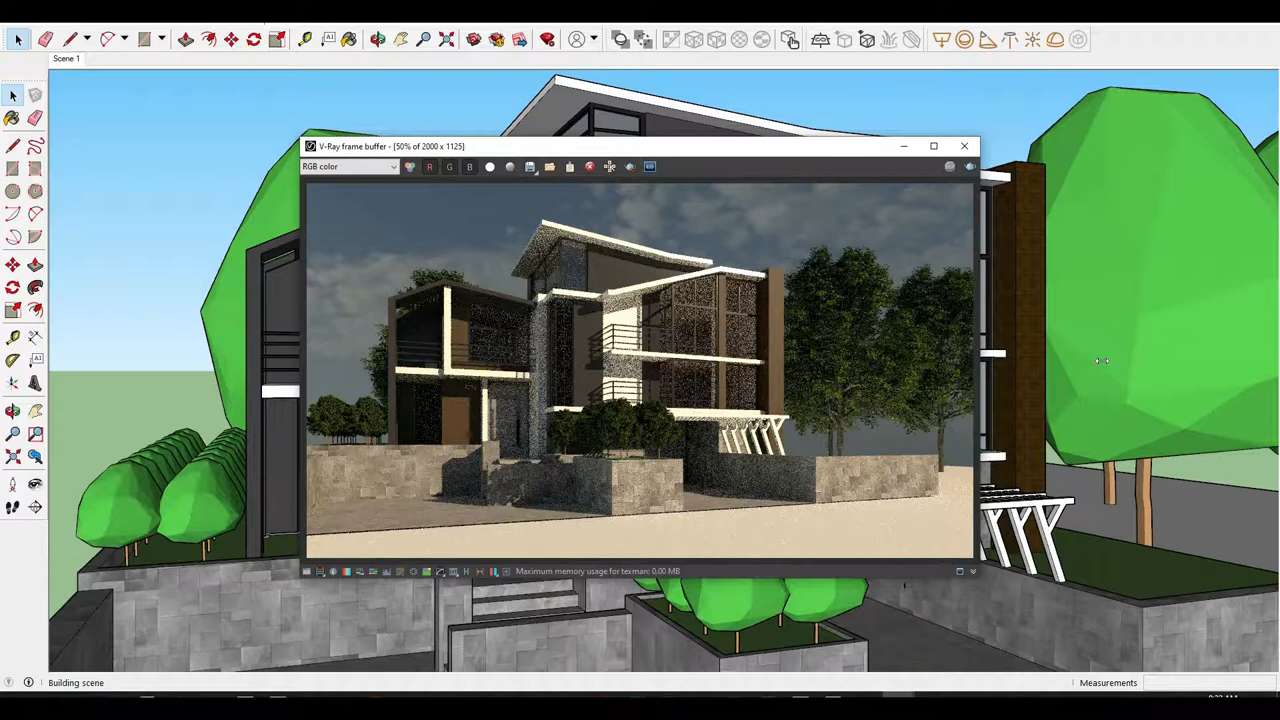 Scene 1
V-Ray frame buffer - [50% of 2000 x 1125]
RGB color
R G B
Maximum memory usage for texman: 0.00 MB
Building scene
Measurements